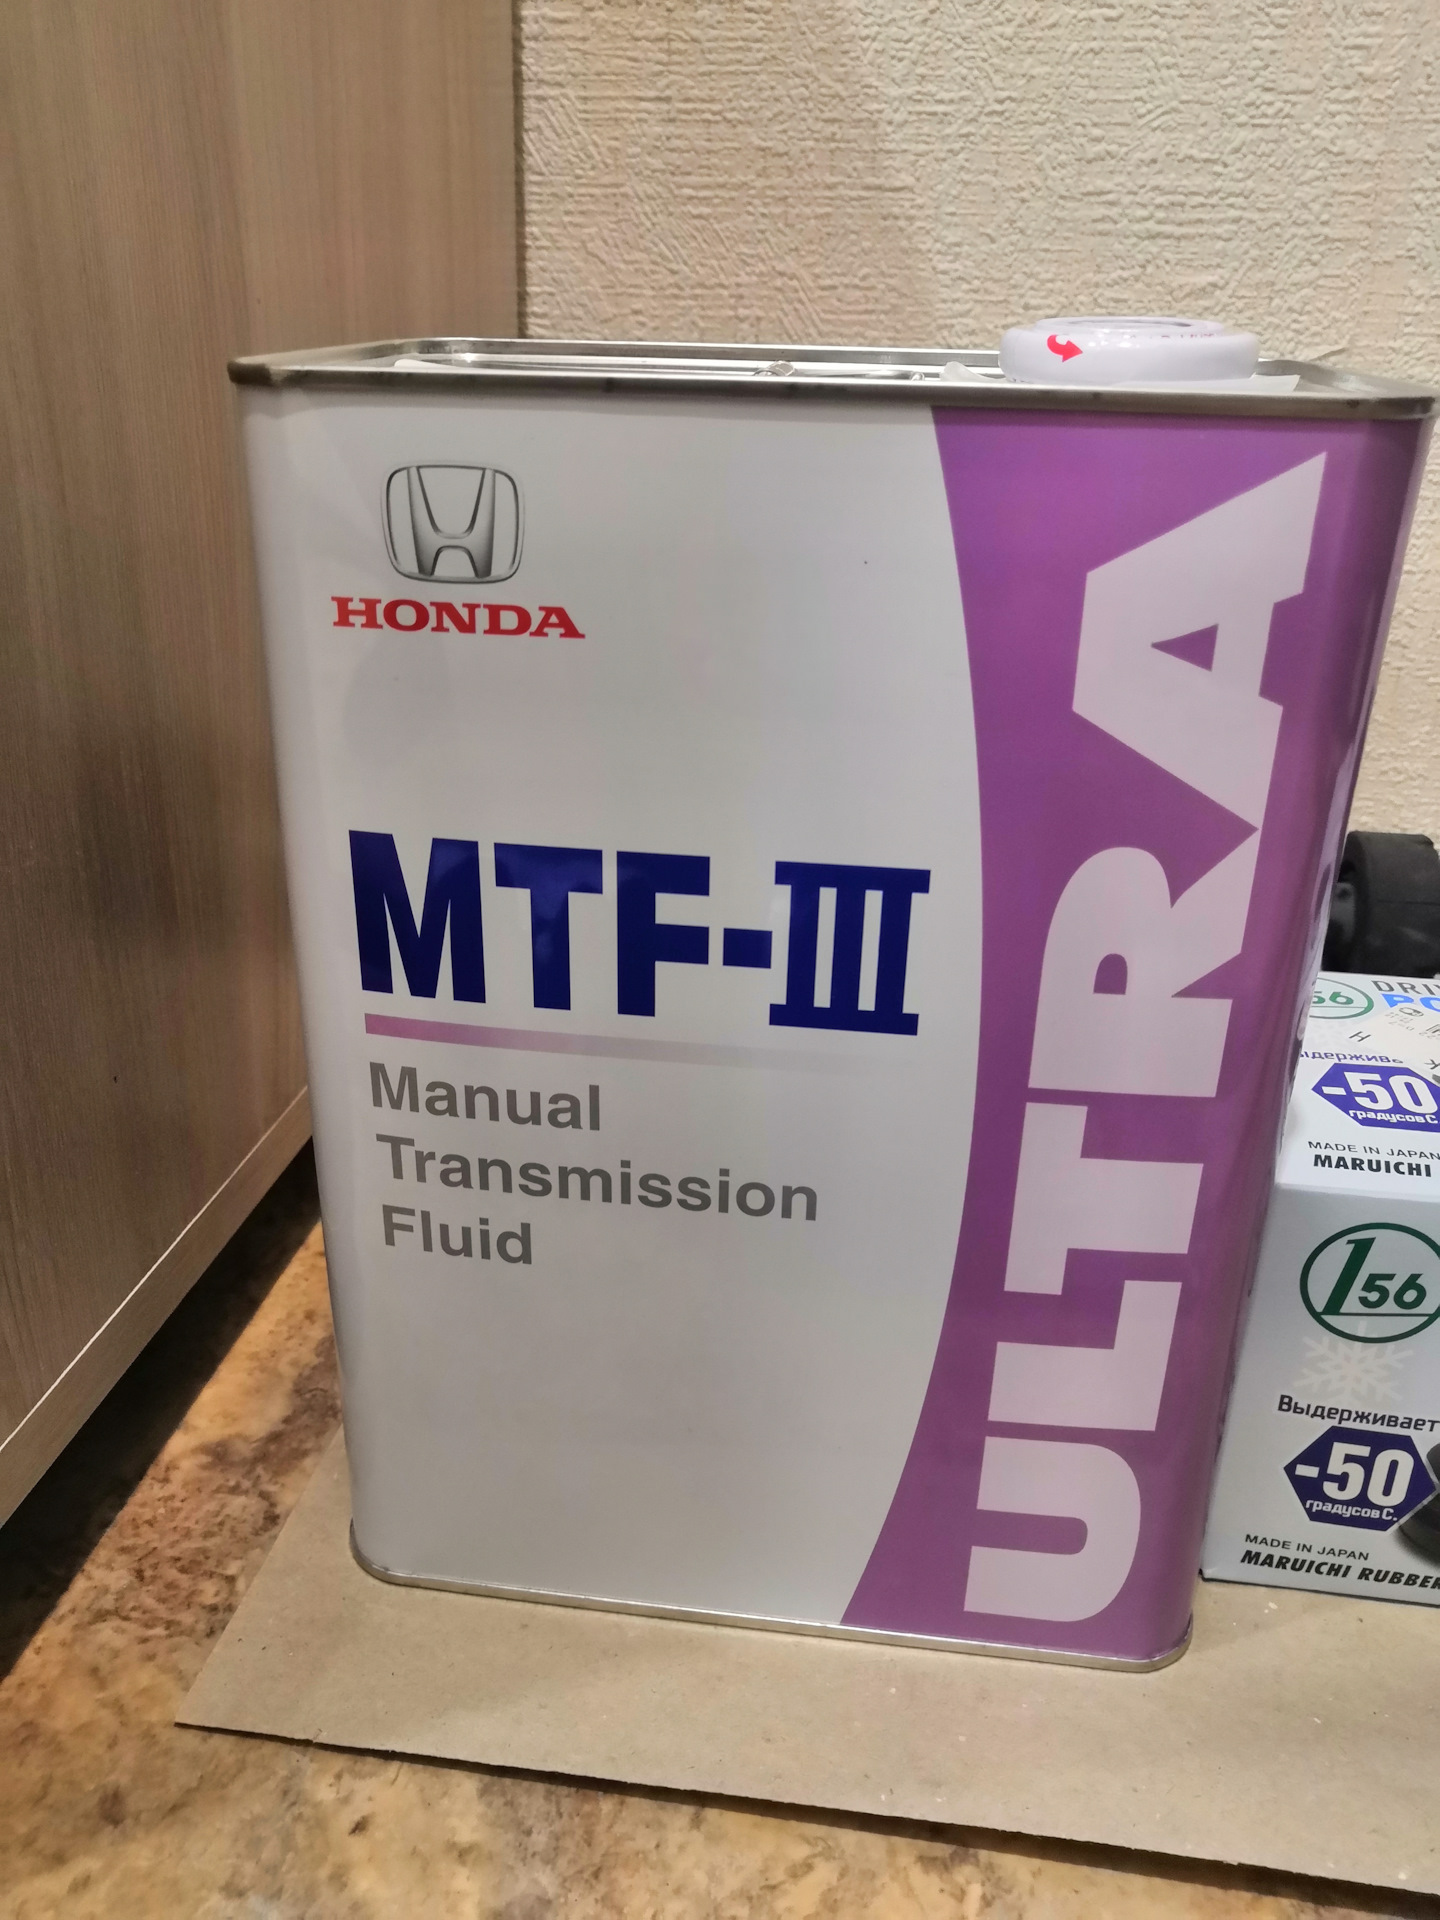 HONDA
MTF-III
Manual
Transmission
Fluid
ULTRA
-50
градусов С.
MADE IN JAPAN
MARUICHI
156
Выдерживает
-50
градусов С.
MADE IN JAPAN
MARUICHI RUBBER